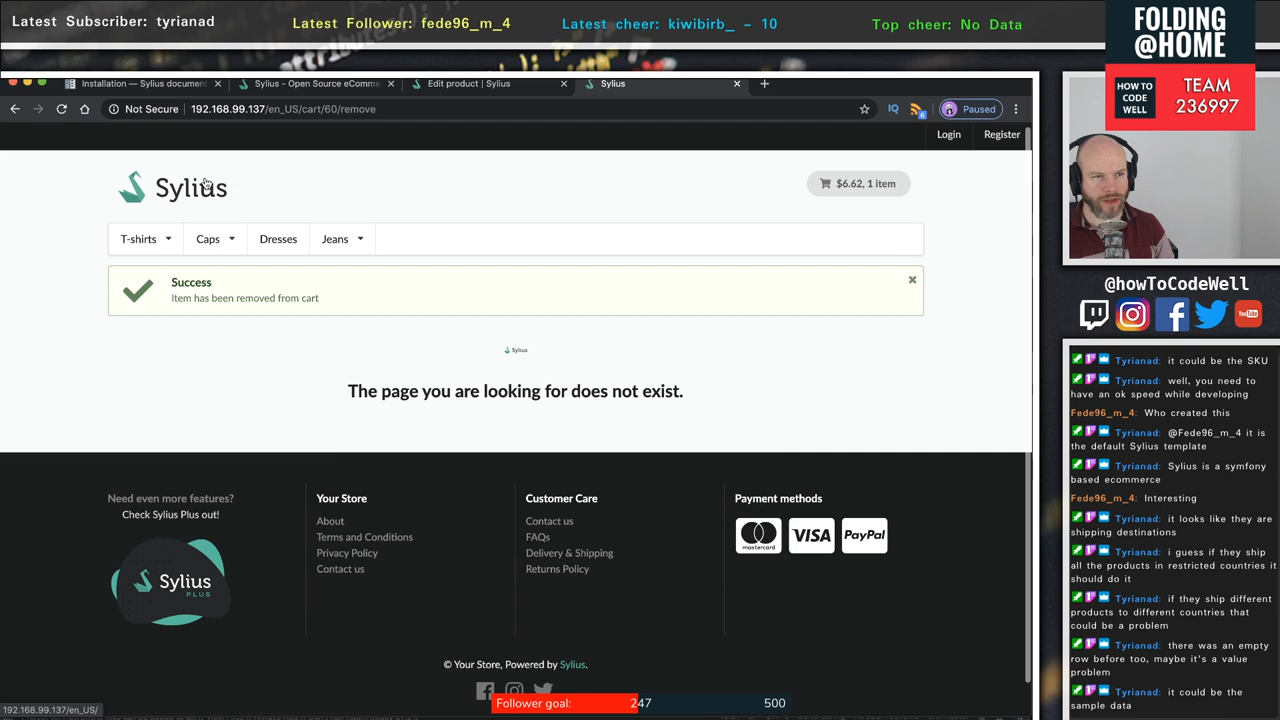 Latest Subscriber: tyrianad
Latest Follower: fede96_m_4
Latest cheer: kiwibirb_ - 10
Top cheer: No Data
FOLDING
@HOME
HOW TO
CODE
WELL
TEAM
236997
Installation — Sylius document
Sylius - Open Source eComme
Edit product | Sylius
Sylius
Not Secure
192.168.99.137/en_US/cart/60/remove
IQ
6
Paused
Login
Register
Sylius
$6.62, 1 item
T-shirts
Caps
Dresses
Jeans
Success
Item has been removed from cart
Sylius
The page you are looking for does not exist.
Need even more features?
Check Sylius Plus out!
Sylius
PLUS
Your Store
About
Terms and Conditions
Privacy Policy
Contact us
Customer Care
Contact us
FAQs
Delivery & Shipping
Returns Policy
Payment methods
mastercard
VISA
PayPal
© Your Store, Powered by Sylius.
192.168.99.137/en_US/
Follower goal:
247
500
@howToCodeWell
You Tube
Tyrianad: it could be the SKU
Tyrianad: well, you need to
have an ok speed while developing
Fede96_m_4: Who created this
Tyrianad: @Fede96_m_4 it is
the default Sylius template
Tyrianad: Sylius is a symfony
based ecommerce
Fede96_m_4: Interesting
Tyrianad: it looks like they are
shipping destinations
Tyrianad: i guess if they ship
all the products in restricted countries it
should do it
Tyrianad: if they ship different
products to different countries that
could be a problem
Tyrianad: there was an empty
row before too, maybe it's a value
problem
Tyrianad: it could be the
sample data